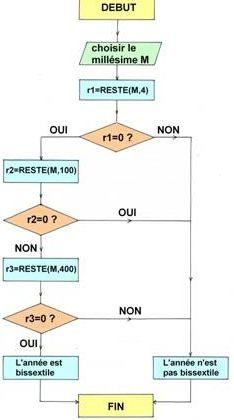 DEBUT
choisir le
millésime M
r1=RESTE(M,4)
OUI
NON
r1=0 ?
r2=RESTE(M,100)
OUI
r2=0 ?
NON
r3=RESTE(M,400)
NON
r3=0 ?
OUI
L'année est
bissextile
L'année n'est
pas bissextile
FIN